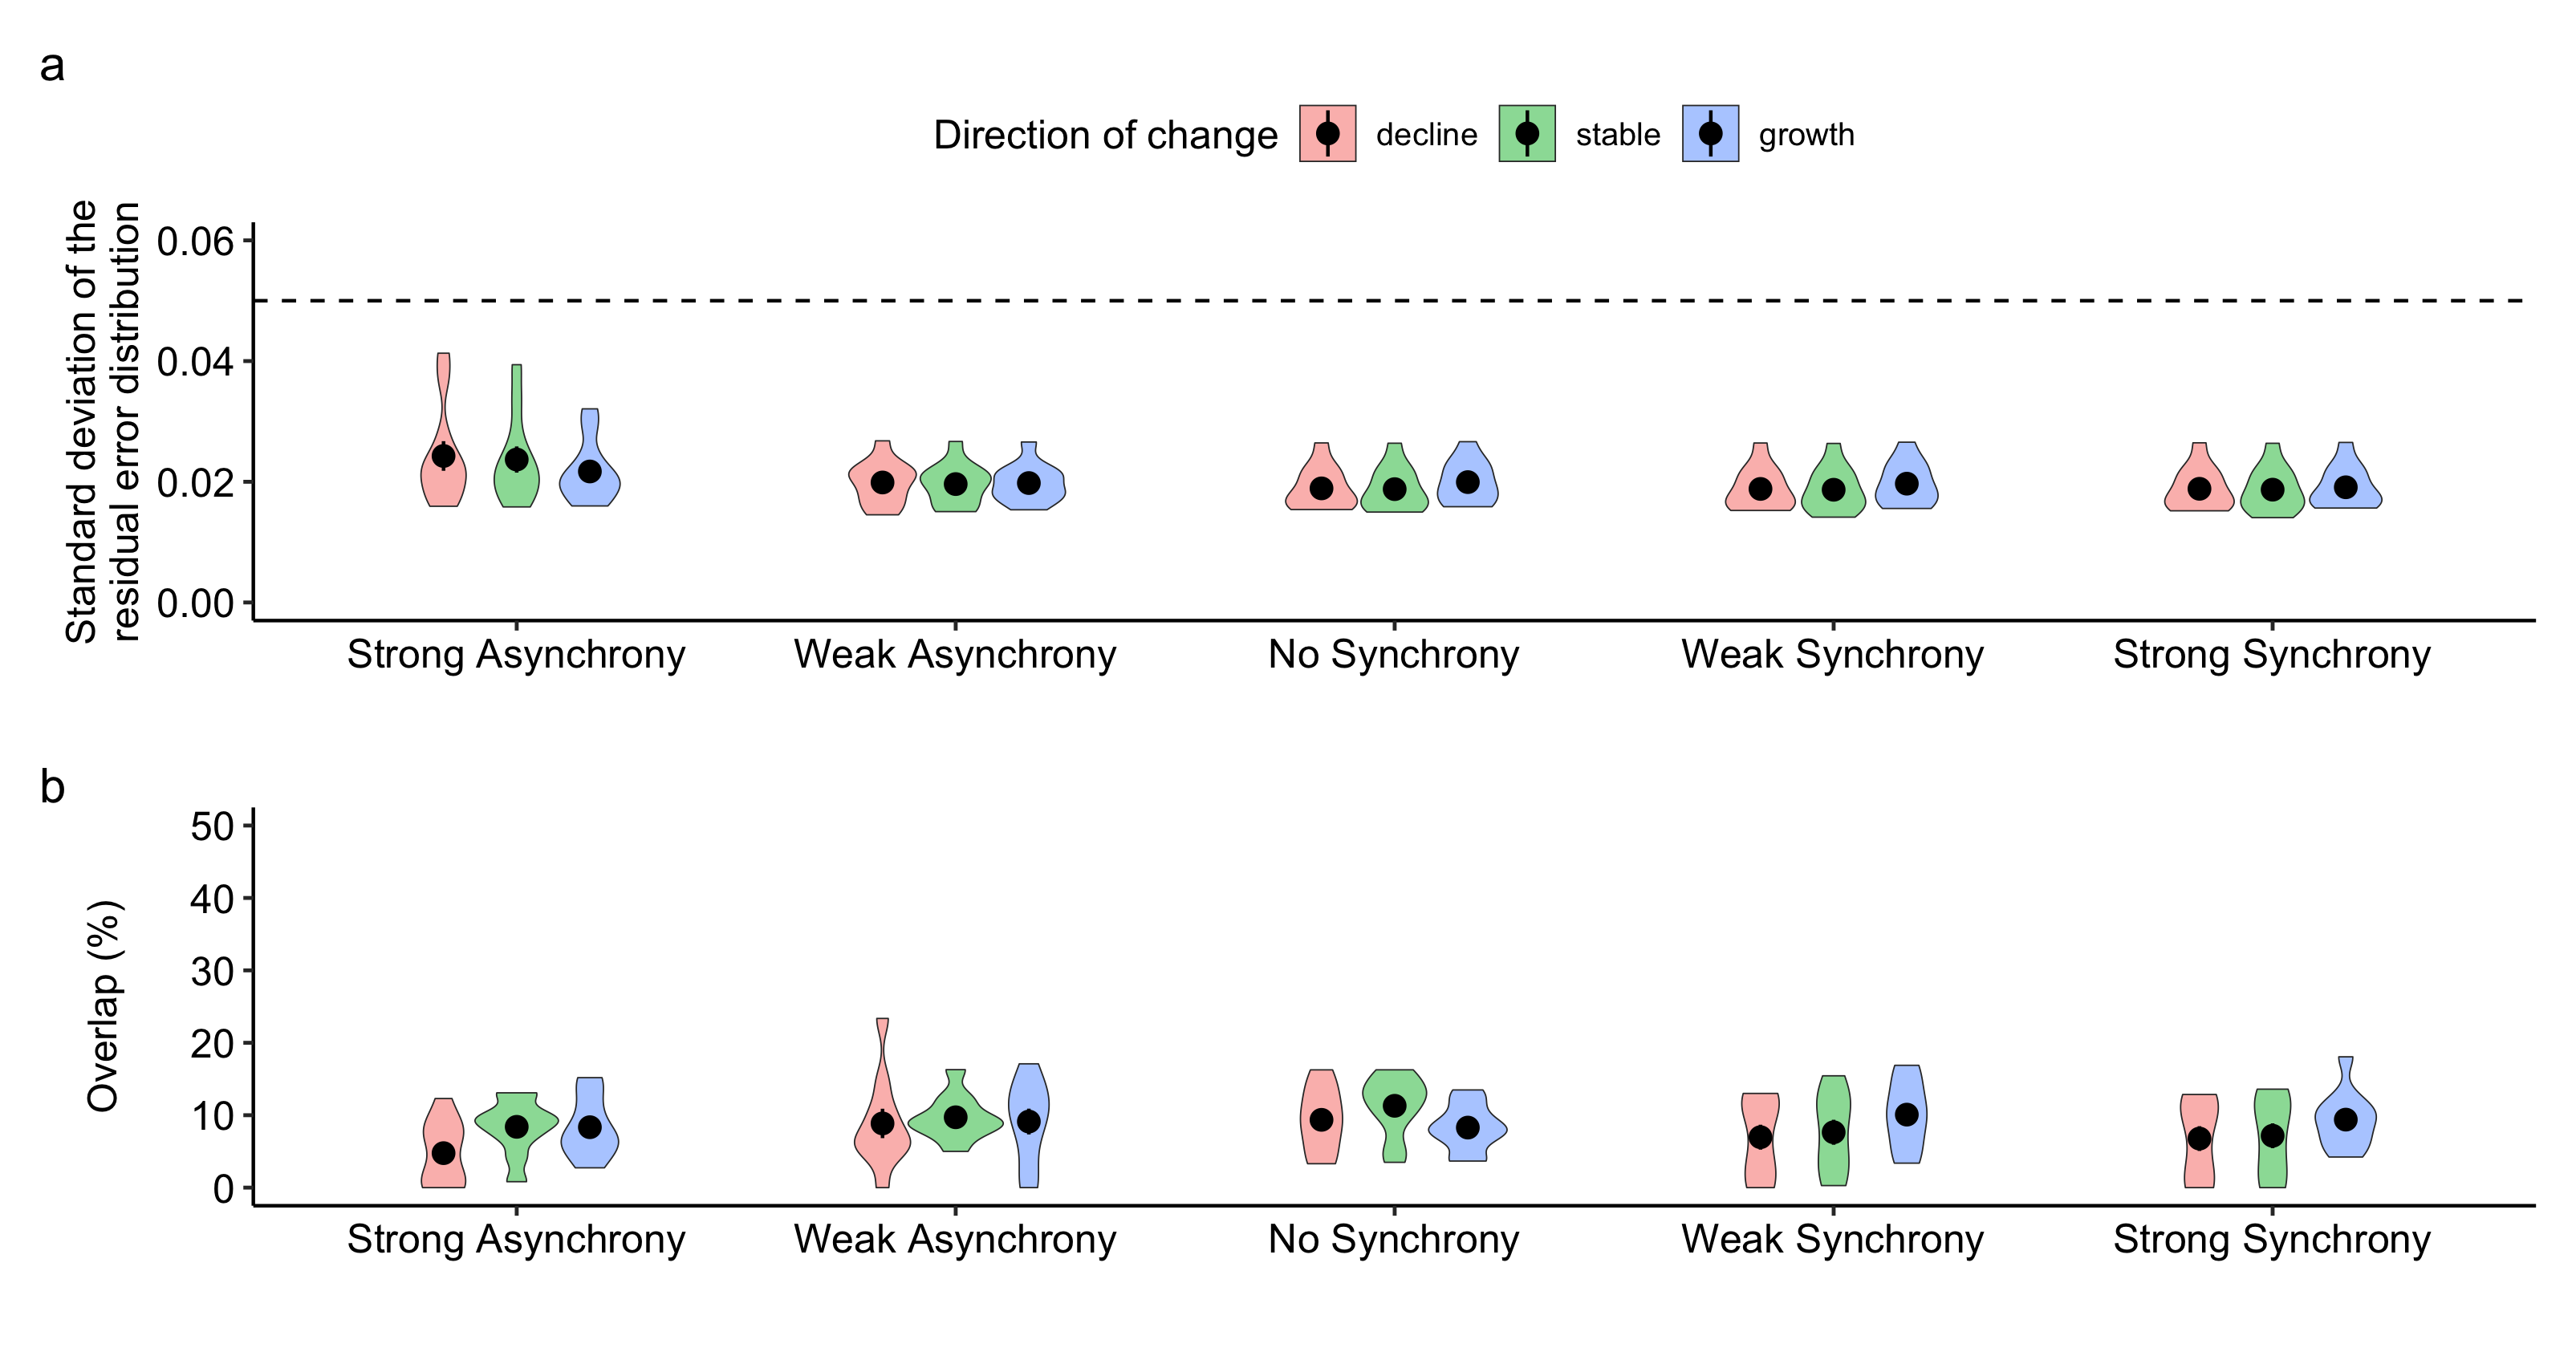 a
Direction of change decline stable growth
Standard deviation of the
residual error distribution
0.06
0.04
0.02
0.00
Strong Asynchrony Weak Asynchrony No Synchrony Weak Synchrony Strong Synchrony
b
Overlap (%)
50
40
30
20
10
0
Strong Asynchrony Weak Asynchrony No Synchrony Weak Synchrony Strong Synchrony